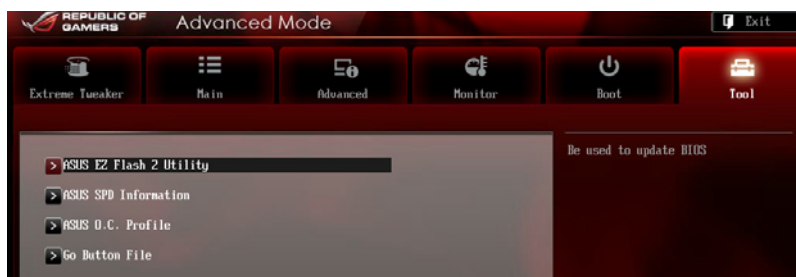 REPUBLIC OF
GAMERS
Advanced Mode
Exit
Extreme Tweaker
Main
Advanced
Monitor
Boot
Tool
ASUS EZ Flash 2 Utility
Be used to update BIOS
ASUS SPD Information
ASUS O.C. Profile
Go Button File